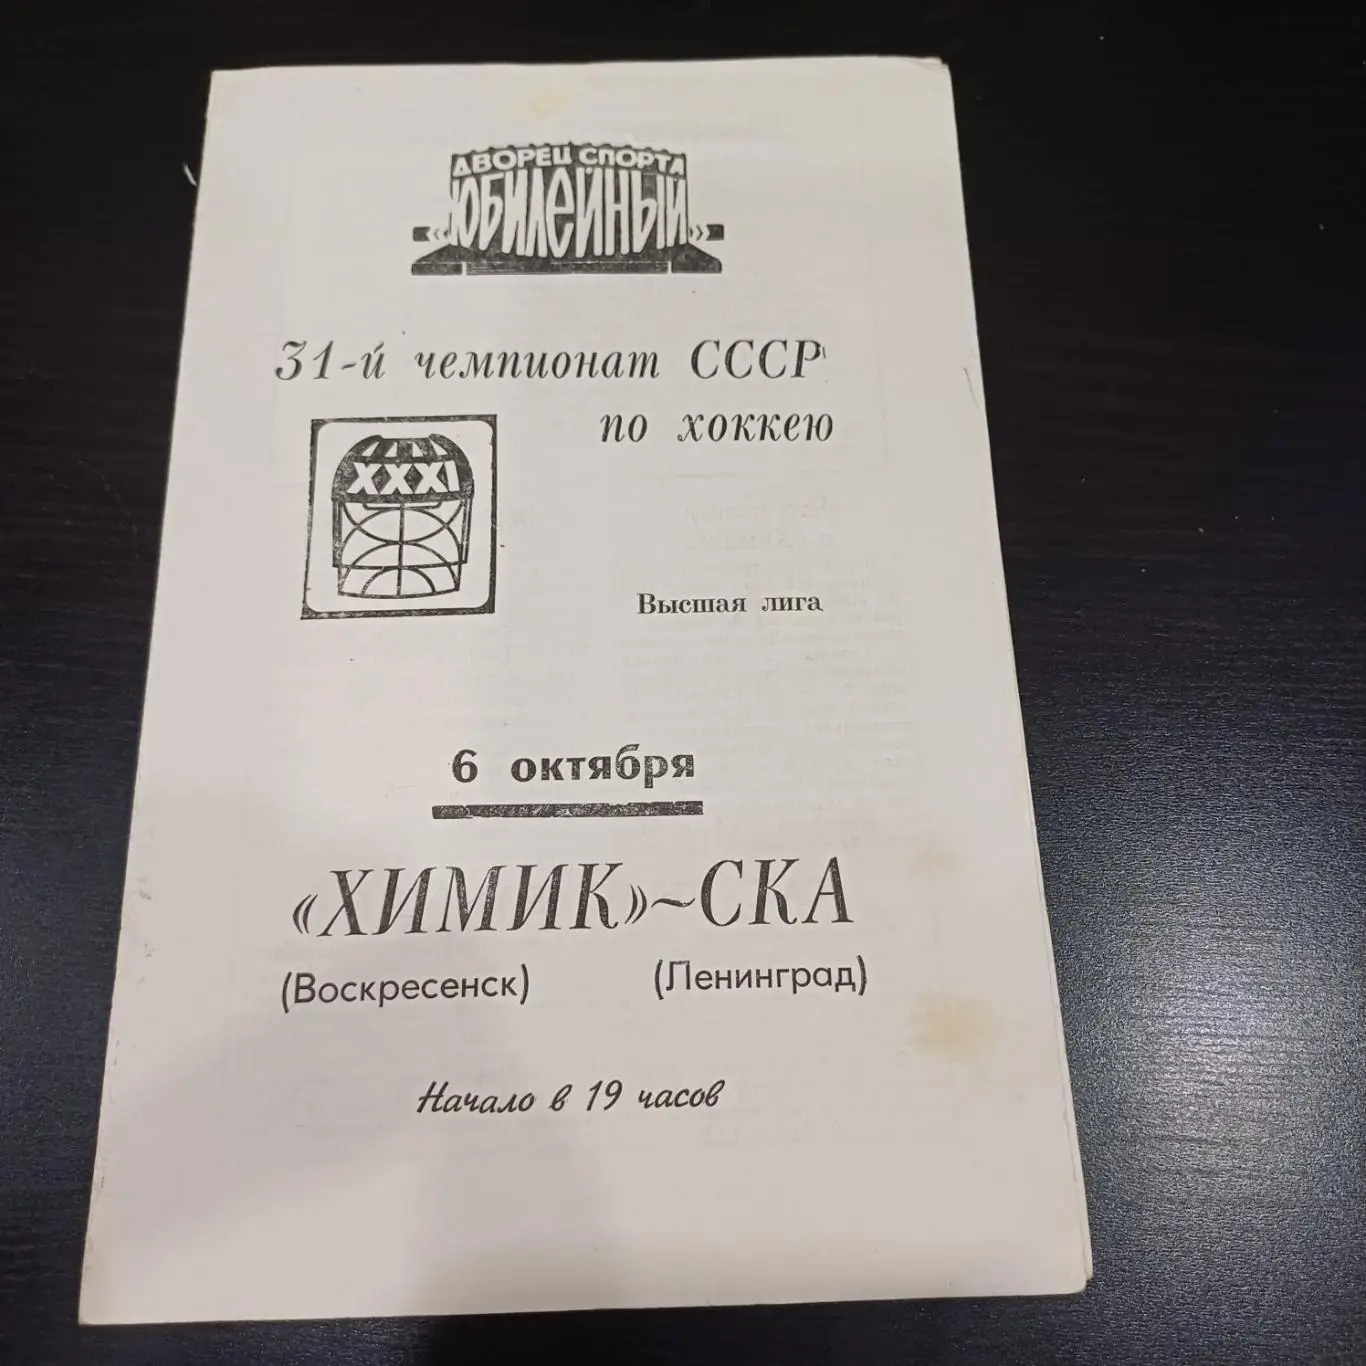 ДВОРЕЦ СПОРТА
«ЮБИЛЕЙНЫЙ»
31-й чемпионат СССР
по хоккею
XXXI
Высшая лига
6 октября
«ХИМИК»~СКА
(Воскресенск) (Ленинград)
Начало в 19 часов